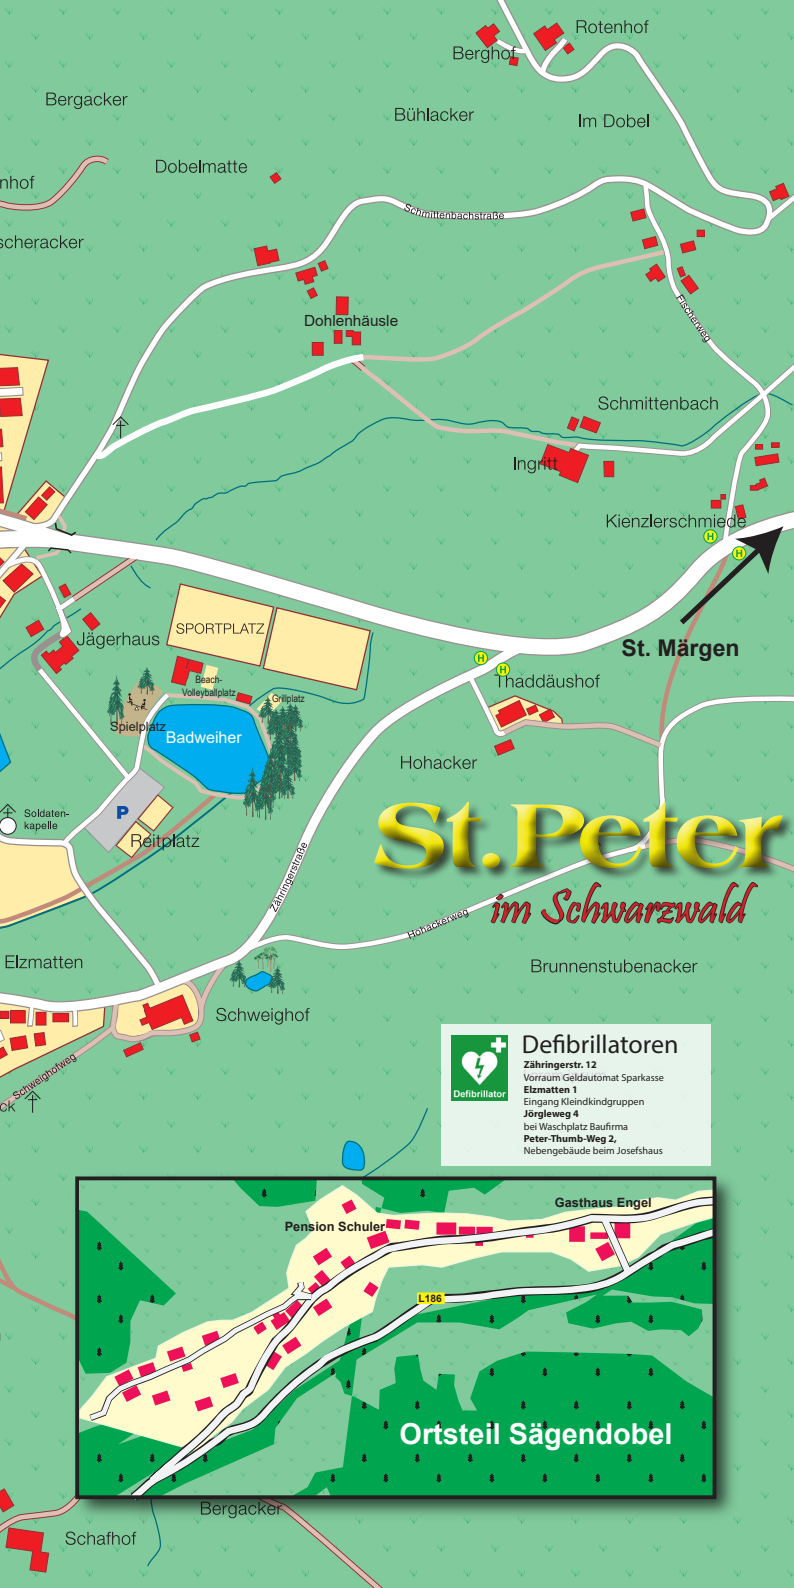 Rotenhof
Berghof
Bergacker
Bühlacker
Im Dobel
Dobelmatte
nhof
Schmittenbachstraße
scheracker
Fischerweg
Dohlenhäusle
Schmittenbach
Ingritt
Kienzlerschmiede
H
H
SPORTPLATZ
Jägerhaus
St. Märgen
H
H
Beach-
Volleyballplatz
Thaddäushof
Grillplatz
Spielplatz
Badweiher
Hohacker
P
Soldaten-
kapelle
Reitplatz
St.Peter
im Schwarzwald
Zähringerstraße
Hohackerweg
Elzmatten
Brunnenstubenacker
Schweighof
Schweighofweg
ck
Defibrillator
Defibrillatoren
Zähringerstr. 12
Vorraum Geldautomat Sparkasse
Elzmatten 1
Eingang Kleindkindgruppen
Jörgleweg 4
bei Waschplatz Baufirma
Peter-Thumb-Weg 2,
Nebengebäude beim Josefshaus
Gasthaus Engel
Pension Schuler
L186
Ortsteil Sägendobel
Bergacker
Schafhof